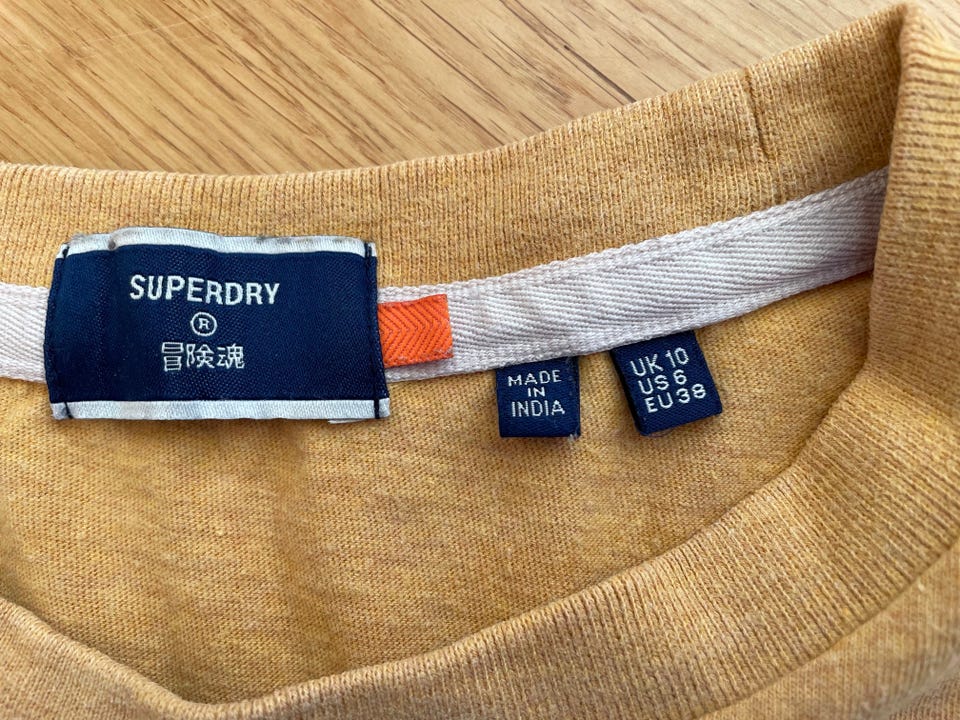 SUPERDRY
®
冒険魂
MADE
IN
INDIA
UK 10
US 6
EU 38